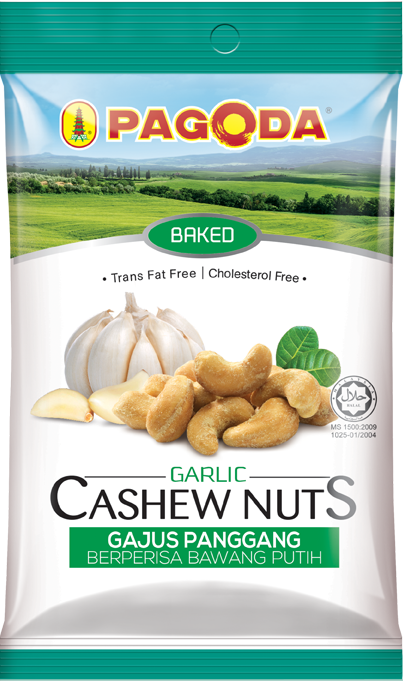 PAGODA®
BAKED
• Trans Fat Free | Cholesterol Free •
حلال
HALAL
MS 1500:2009
1025-01/2004
GARLIC
CASHEW NUTS
GAJUS PANGGANG
BERPERISA BAWANG PUTIH